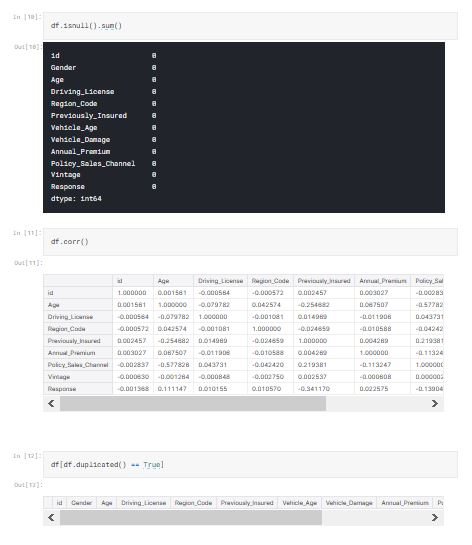 In [10]:
df.isnull().sum()
Out[10]:
id 0
Gender 0
Age 0
Driving_License 0
Region_Code 0
Previously_Insured 0
Vehicle_Age 0
Vehicle_Damage 0
Annual_Premium 0
Policy_Sales_Channel 0
Vintage 0
Response 0
dtype: int64
In [11]:
df.corr()
Out[11]:
id Age Driving_License Region_Code Previously_Insured Annual_Premium Policy_Sal
id 1.000000 0.001561 -0.000564 -0.000572 0.002457 0.003027 -0.00283
Age 0.001561 1.000000 -0.079782 0.042574 -0.254682 0.067507 -0.57782
Driving_License -0.000564 -0.079782 1.000000 -0.001081 0.014969 -0.011906 0.043731
Region_Code -0.000572 0.042574 -0.001081 1.000000 -0.024659 -0.010588 -0.04242
Previously_Insured 0.002457 -0.254682 0.014969 -0.024659 1.000000 0.004269 0.219381
Annual_Premium 0.003027 0.067507 -0.011906 -0.010588 0.004269 1.000000 -0.11324
Policy_Sales_Channel -0.002837 -0.577826 0.043731 -0.042420 0.219381 -0.113247 1.000000
Vintage -0.000630 -0.001264 -0.000848 -0.002750 0.002537 -0.000608 0.000002
Response -0.001368 0.111147 0.010155 0.010570 -0.341170 0.022575 -0.13904
In [12]:
df[df.duplicated() == True]
Out[12]:
id Gender Age Driving_License Region_Code Previously_Insured Vehicle_Age Vehicle_Damage Annual_Premium